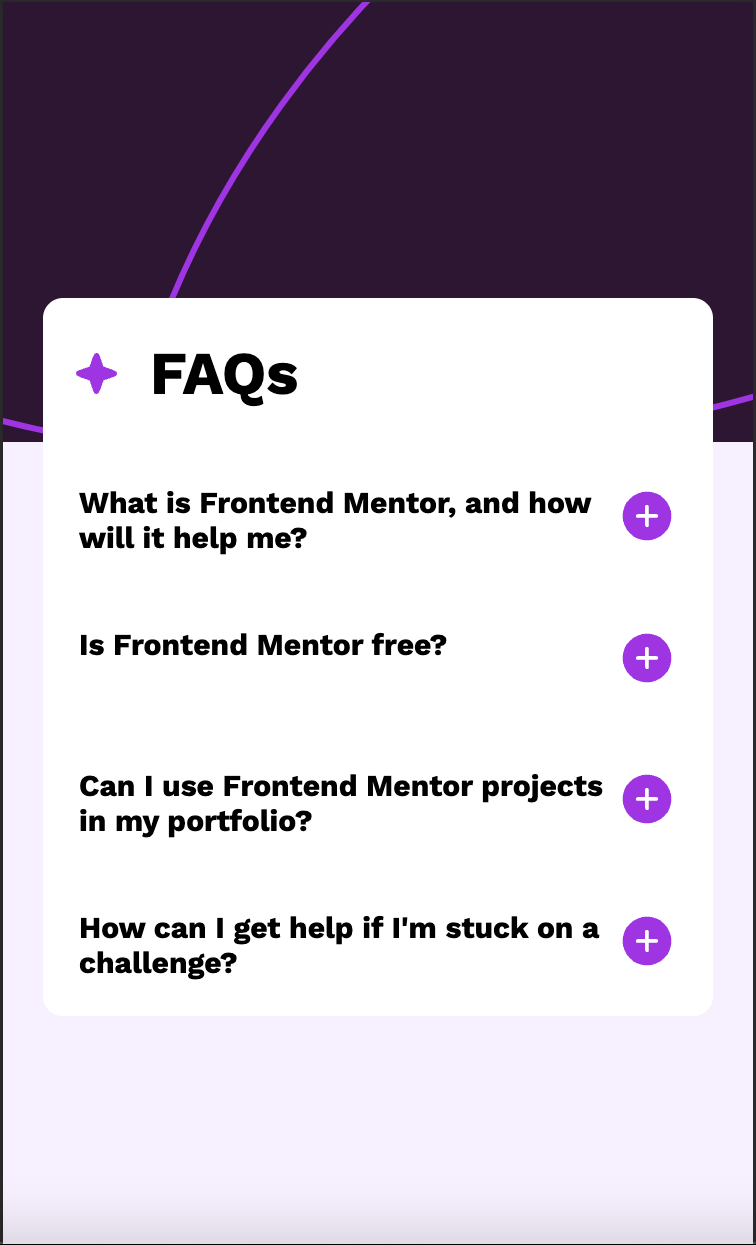 FAQs
What is Frontend Mentor, and how
will it help me?
Is Frontend Mentor free?
Can I use Frontend Mentor projects
in my portfolio?
How can I get help if I'm stuck on a
challenge?